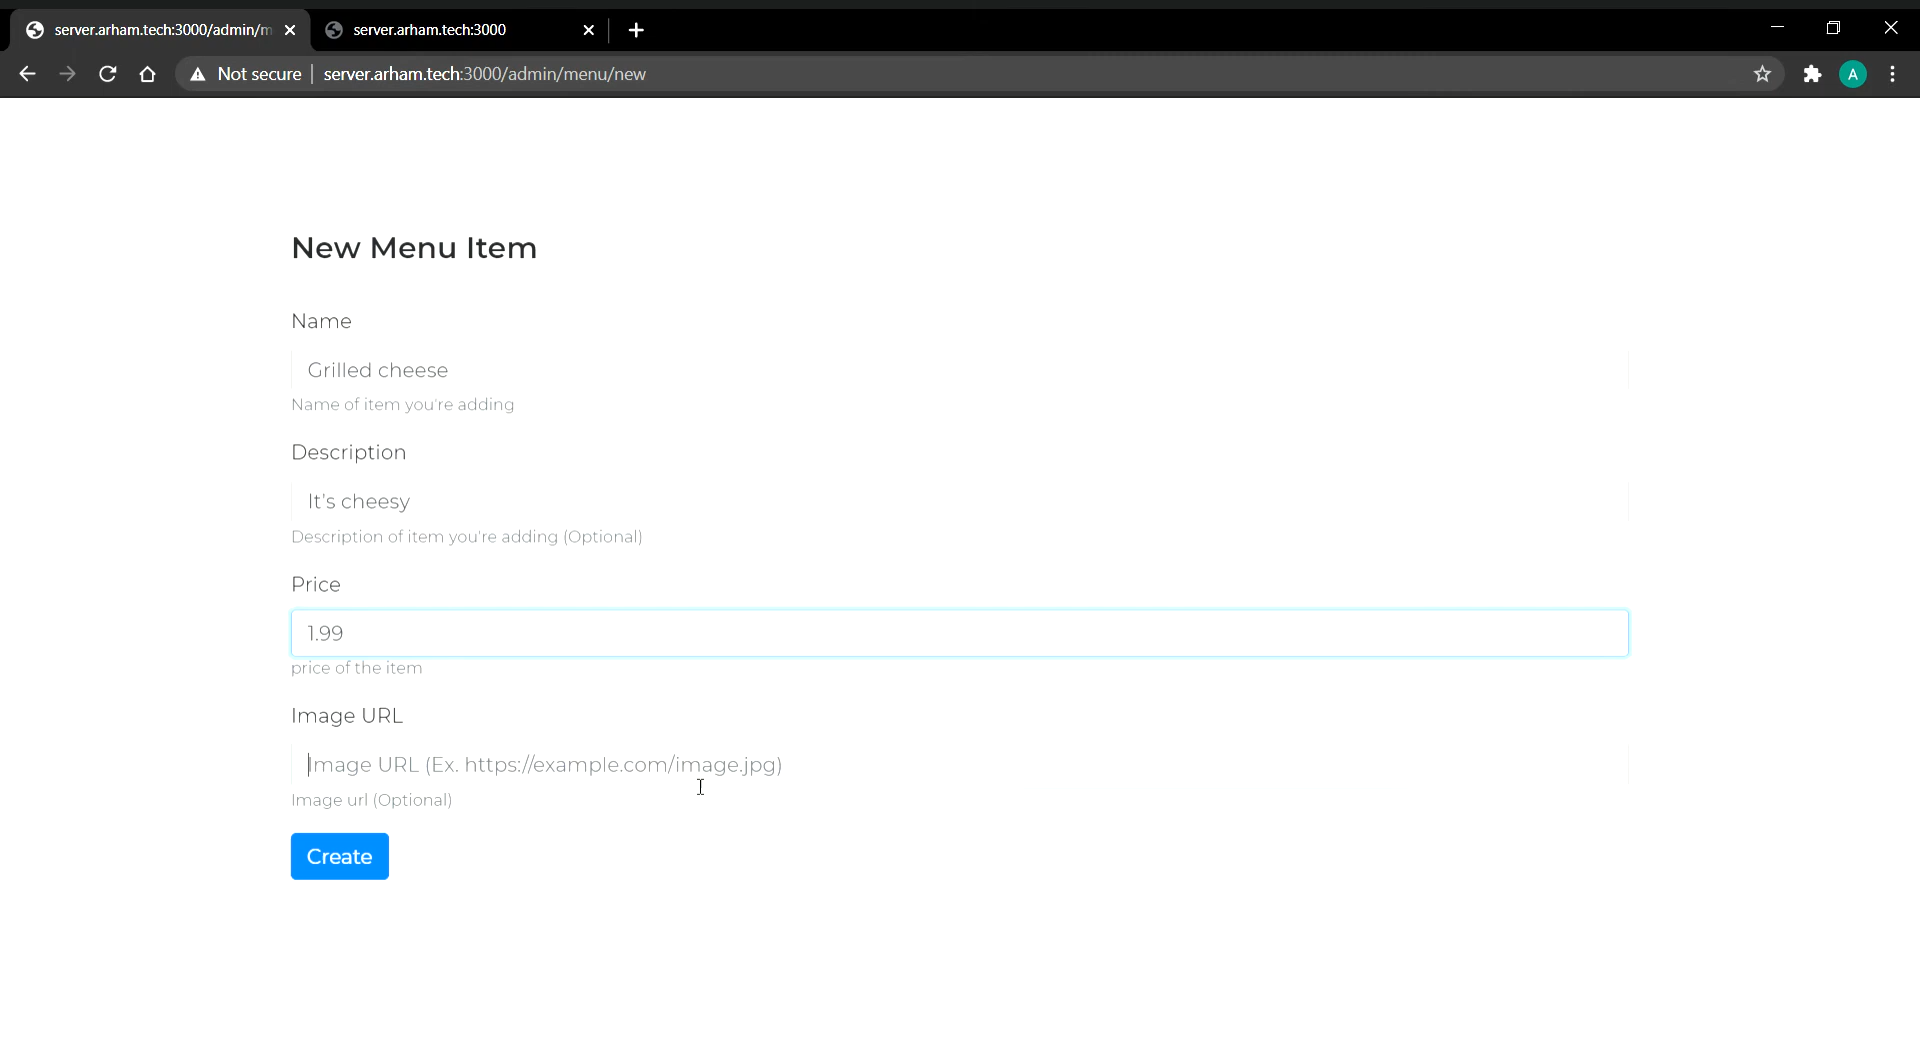 server.arham.tech:3000/admin/m
server.arham.tech:3000
Not secure
server.arham.tech:3000/admin/menu/new
A
New Menu Item
Name
Grilled cheese
Name of item you're adding
Description
It's cheesy
Description of item you're adding (Optional)
Price
1.99
price of the item
Image URL
Image URL (Ex. https://example.com/image.jpg)
Image url (Optional)
Create